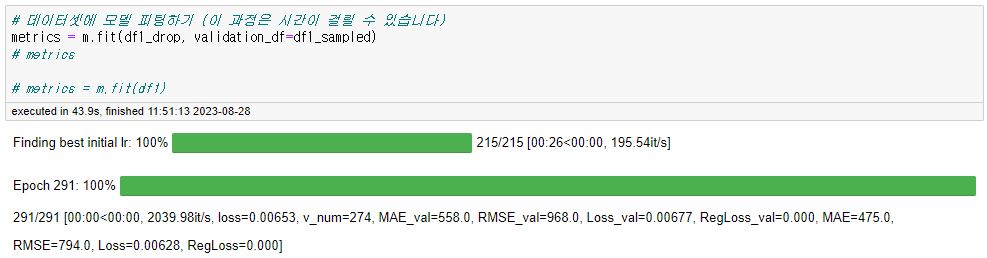 # 데이터셋에 모델 피팅하기 (이 과정은 시간이 걸릴 수 있습니다)
metrics = m.fit(df1_drop, validation_df=df1_sampled)
# metrics
# metrics = m.fit(df1)
executed in 43.9s, finished 11:51:13 2023-08-28
Finding best initial lr: 100% 215/215 [00:26<00:00, 195.54it/s]
Epoch 291: 100%
291/291 [00:00<00:00, 2039.98it/s, loss=0.00653, v_num=274, MAE_val=558.0, RMSE_val=968.0, Loss_val=0.00677, RegLoss_val=0.000, MAE=475.0,
RMSE=794.0, Loss=0.00628, RegLoss=0.000]